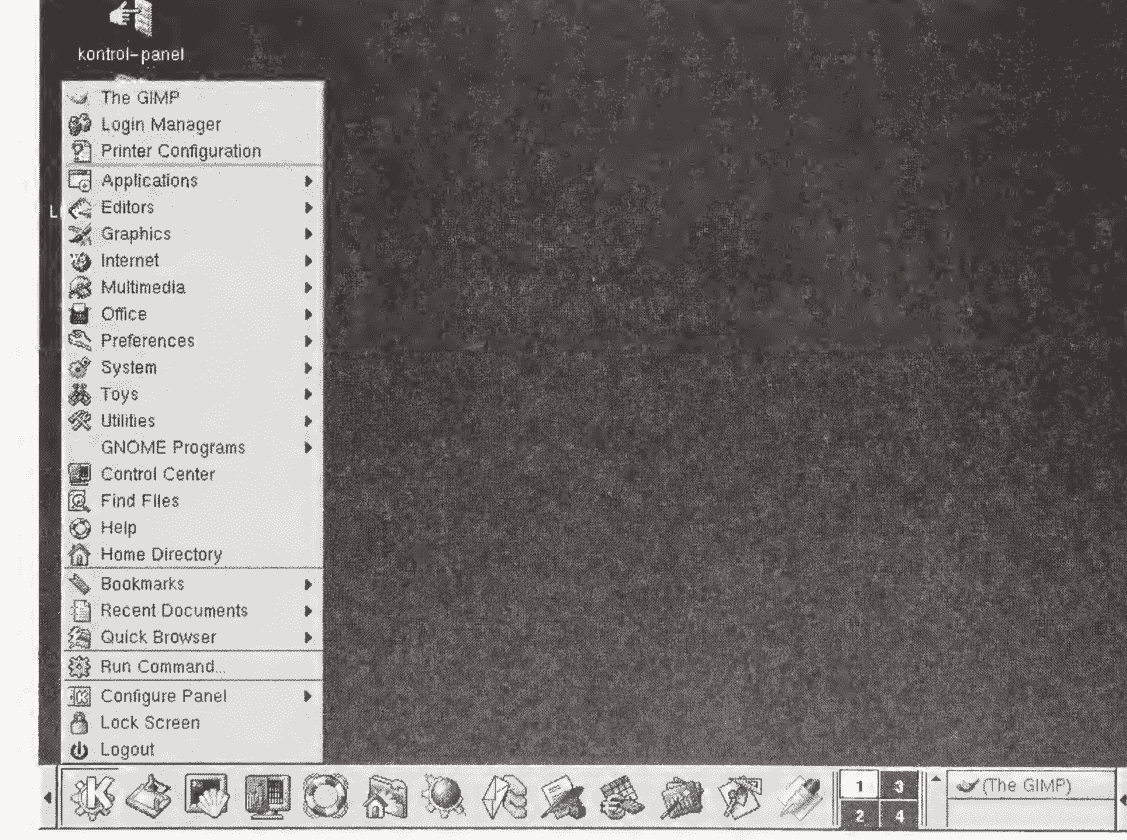 kontrol-panel
The GIMP
Login Manager
Printer Configuration
Applications
Editors
Graphics
Internet
Multimedia
Office
Preferences
System
Toys
Utilities
GNOME Programs
Control Center
Find Files
Help
Home Directory
Bookmarks
Recent Documents
Quick Browser
Run Command...
Configure Panel
Lock Screen
Logout
1 3
2 4
(The GIMP)